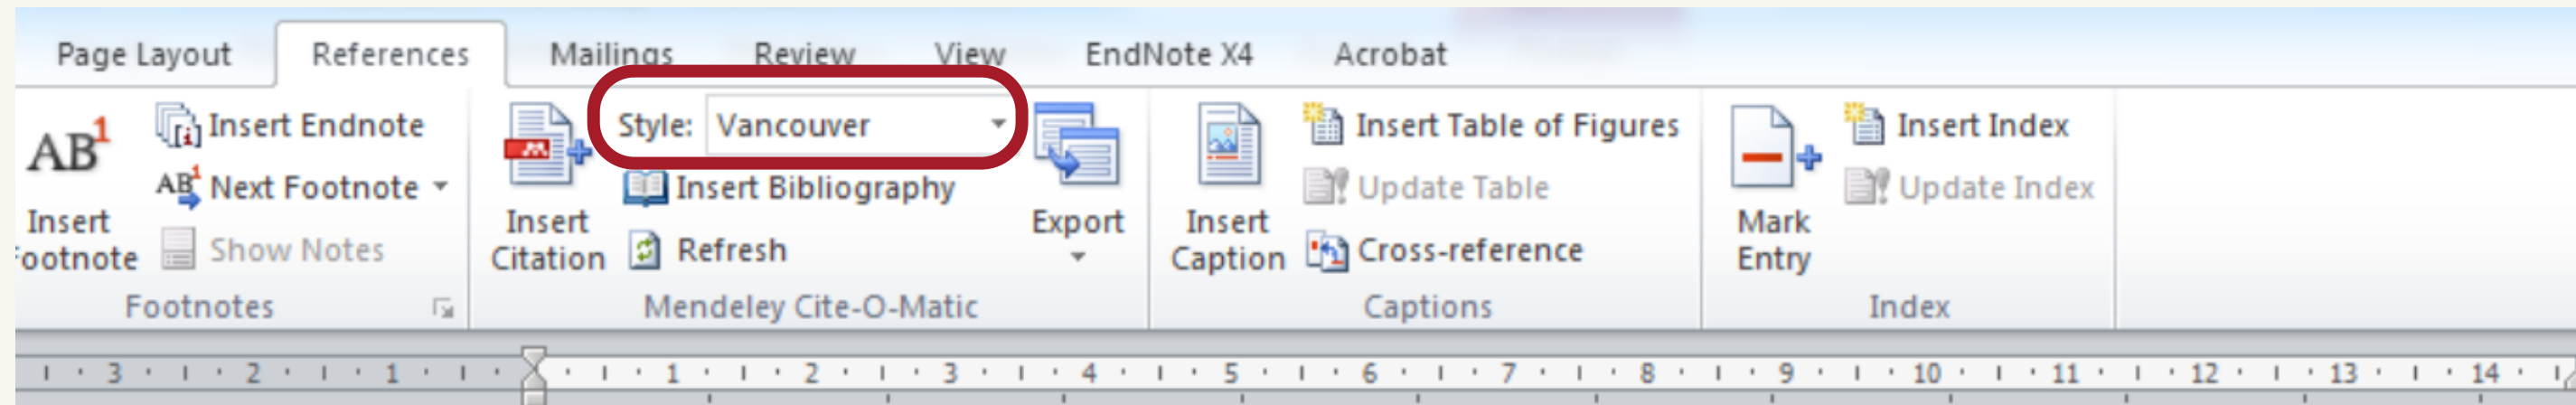 Page Layout References Mailings Review View EndNote X4 Acrobat
AB1 Insert Footnote
Insert Endnote
AB1 Next Footnote
Show Notes
Footnotes
Insert Citation
Style: Vancouver
Insert Bibliography
Refresh
Export
Mendeley Cite-O-Matic
Insert Caption
Insert Table of Figures
Update Table
Cross-reference
Captions
Mark Entry
Insert Index
Update Index
Index
3 2 1 1 2 3 4 5 6 7 8 9 10 11 12 13 14